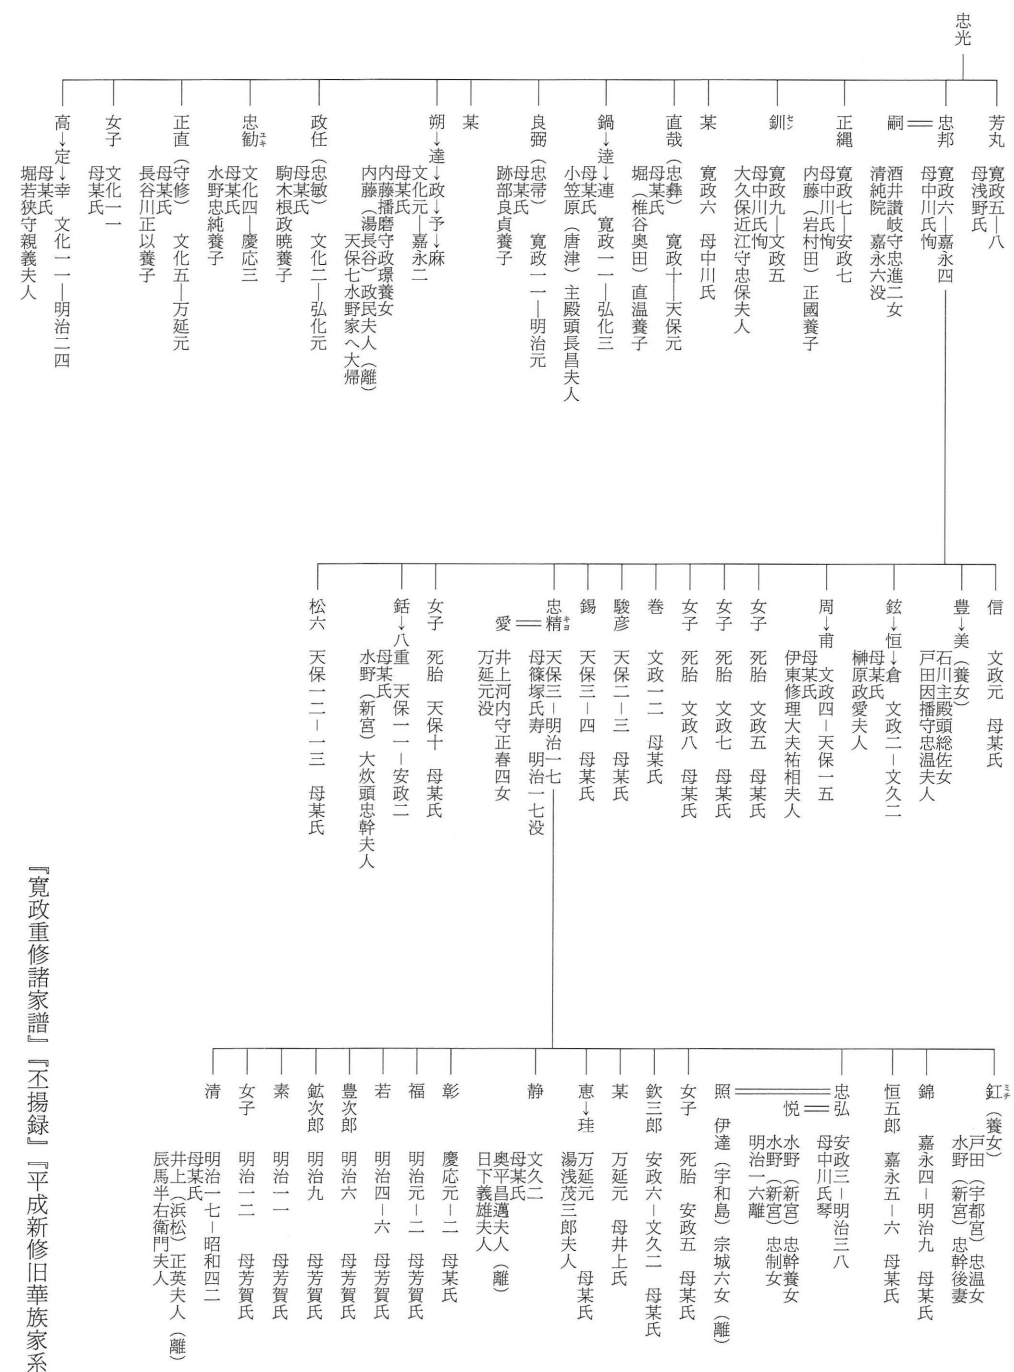 忠光
芳丸
寛政五―八
母浅野氏
忠邦
寛政六―嘉永四
母中川氏恂
嗣
酒井讃岐守忠進二女
清純院 嘉永六没
正縄
寛政七―安政七
母中川氏恂
内藤(岩村田)正國養子
釧 セン
寛政九―文政五
母中川氏恂
大久保近江守忠保夫人
某 寛政六 母中川氏
直哉(忠彝) 寛政十―天保元
母某氏
堀(椎谷奥田)直温養子
鍋→逹→連 寛政一一―弘化三
母某氏
小笠原(唐津)主殿頭長昌夫人
良弼(忠帯) 寛政一一―明治元
母某氏
跡部良貞養子
某
朔→達→政→予→麻
文化元―嘉永二
母某氏
内藤播磨守政環養女
内藤(湯長谷)政民夫人(離)
天保七水野家へ大帰
政任(忠敏) 文化二―弘化元
母某氏
駒木根政暁養子
忠勧 ユキ
文化四―慶応三
母某氏
水野忠純養子
正直(守修) 文化五―万延元
母某氏
長谷川正以養子
女子
文化一一
母某氏
高→定→幸 文化一一―明治二四
母某氏
堀若狭守親義夫人
信 文政元 母某氏
豊→美(養女)
石川主殿頭総佐女
戸田因播守忠温夫人
鉉→恒→倉 文政二―文久二
母某氏
榊原政愛夫人
周→甫 文政四―天保一五
母某氏
伊東修理大夫祐相夫人
女子 死胎 文政五 母某氏
女子 死胎 文政七 母某氏
女子 死胎 文政八 母某氏
巻 文政一二 母某氏
駿彦 天保二―三 母某氏
錫 天保三―四 母某氏
忠精 キヨ
天保三―明治一七
母篠塚氏寿 明治一七没
愛
井上河内守正春四女
万延元没
女子 死胎 天保十 母某氏
銛→八重 天保一一―安政二
母某氏
水野(新宮)大炊頭忠幹夫人
松六 天保一二―一三 母某氏
釭 ミチ(養女)
戸田(宇都宮)忠温女
水野(新宮)忠幹後妻
錦 嘉永四―明治九 母某氏
恒五郎 嘉永五―六 母某氏
忠弘
安政三―明治三八
母中川氏琴
悦
水野(新宮)忠幹養女
水野(新宮)忠制女
明治一六離
照 伊達(宇和島)宗城六女(離)
女子 死胎 安政五 母某氏
欽三郎 安政六―文久二 母某氏
某 万延元 母井上氏
恵→珪 万延元 母某氏
湯浅茂三郎夫人
静
文久二
母某氏
奥平昌邁夫人(離)
日下義雄夫人
彰 慶応元―二 母某氏
福 明治元―二 母芳賀氏
若 明治四―六 母芳賀氏
豊次郎 明治六 母芳賀氏
鉱次郎 明治九 母芳賀氏
素 明治一一 母芳賀氏
女子 明治一二 母芳賀氏
清
明治一七―昭和四二
母某氏
井上(浜松)正英夫人(離)
辰馬半右衛門夫人
『寛政重修諸家譜』『丕揚録』『平成新修旧華族家系